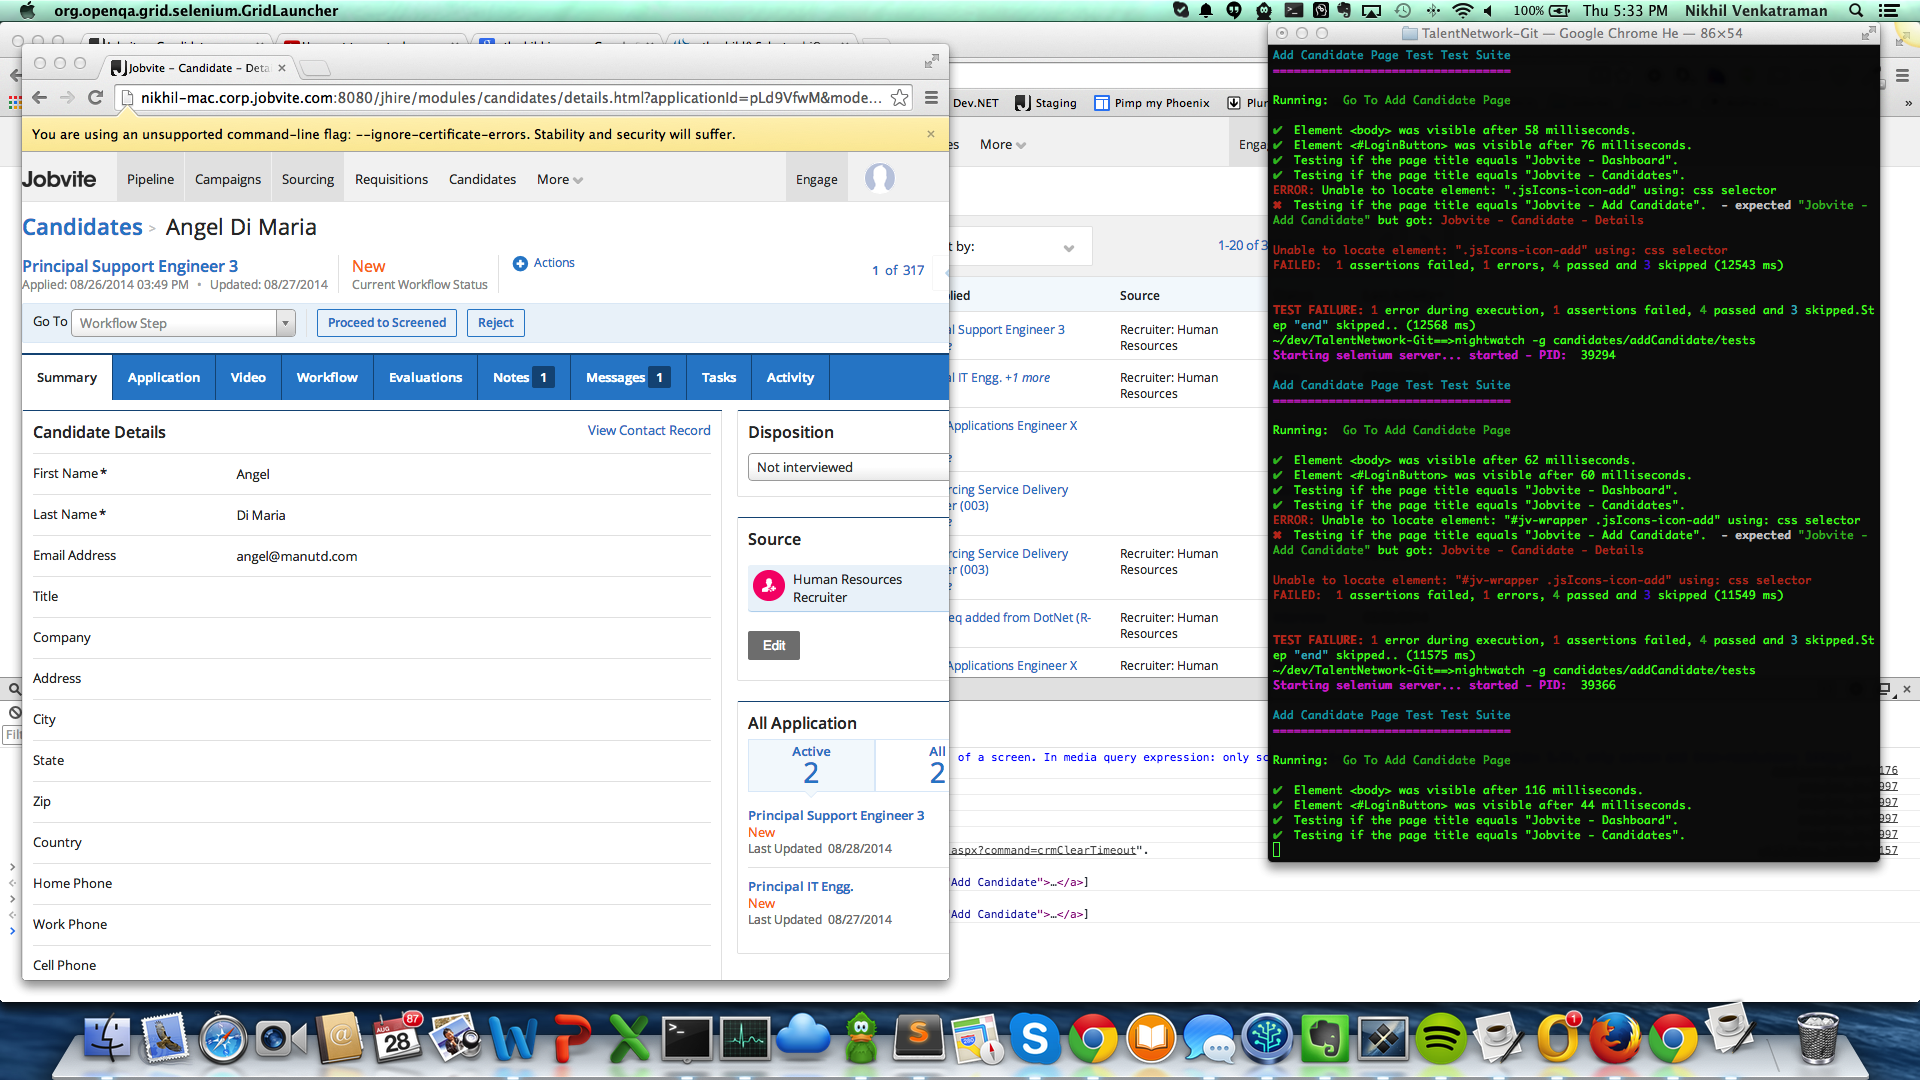 org.openqa.grid.selenium.GridLauncher
100%
Thu 5:33 PM
Nikhil Venkatraman
Jobvite – Candidate – Deta
nikhil-mac.corp.jobvite.com:8080/jhire/modules/candidates/details.html?applicationId=pLd9VfwM&mode...
You are using an unsupported command-line flag: --ignore-certificate-errors. Stability and security will suffer.
Jobvite
Pipeline
Campaigns
Sourcing
Requisitions
Candidates
More
Engage
Candidates > Angel Di Maria
Principal Support Engineer 3
Applied: 08/26/2014 03:49 PM • Updated: 08/27/2014
New
Current Workflow Status
Actions
1 of 317
Go To
Workflow Step
Proceed to Screened
Reject
Summary
Application
Video
Workflow
Evaluations
Notes 1
Messages 1
Tasks
Activity
Candidate Details
View Contact Record
First Name*
Angel
Last Name*
Di Maria
Email Address
angel@manutd.com
Title
Company
Address
City
State
Zip
Country
Home Phone
Work Phone
Cell Phone
Disposition
Not interviewed
Source
Human Resources
Recruiter
Edit
All Application
Active
2
All
2
Principal Support Engineer 3
New
Last Updated 08/28/2014
Principal IT Engg.
New
Last Updated 08/27/2014
Dev.NET
Staging
Pimp my Phoenix
Plur
es
More
Enga
t by:
1-20 of 3
lied
Source
al Support Engineer 3
e
Recruiter: Human
Resources
al IT Engg. +1 more
Recruiter: Human
Resources
Applications Engineer X
rcing Service Delivery
r (003)
rcing Service Delivery
r (003)
e
Recruiter: Human
Resources
eq added from DotNet (R-
Recruiter: Human
Resources
Applications Engineer X
Recruiter: Human
Filt
of a screen. In media query expression: only sc
aspx?command=crmClearTimeout".
"Add Candidate">…</a>]
"Add Candidate">…</a>]
176
997
997
997
157
TalentNetwork-Git — Google Chrome He — 86×54
Add Candidate Page Test Test Suite
==================================
Running: Go To Add Candidate Page
✔ Element <body> was visible after 58 milliseconds.
✔ Element <#LoginButton> was visible after 76 milliseconds.
✔ Testing if the page title equals "Jobvite - Dashboard".
✔ Testing if the page title equals "Jobvite - Candidates".
ERROR: Unable to locate element: ".jsIcons-icon-add" using: css selector
✖ Testing if the page title equals "Jobvite - Add Candidate". - expected "Jobvite -
Add Candidate" but got: Jobvite - Candidate - Details
Unable to locate element: ".jsIcons-icon-add" using: css selector
FAILED: 1 assertions failed, 1 errors, 4 passed and 3 skipped (12543 ms)
TEST FAILURE: 1 error during execution, 1 assertions failed, 4 passed and 3 skipped.St
ep "end" skipped.. (12568 ms)
~/dev/TalentNetwork-Git==>nightwatch -g candidates/addCandidate/tests
Starting selenium server... started - PID: 39294
Add Candidate Page Test Test Suite
==================================
Running: Go To Add Candidate Page
✔ Element <body> was visible after 62 milliseconds.
✔ Element <#LoginButton> was visible after 60 milliseconds.
✔ Testing if the page title equals "Jobvite - Dashboard".
✔ Testing if the page title equals "Jobvite - Candidates".
ERROR: Unable to locate element: "#jv-wrapper .jsIcons-icon-add" using: css selector
✖ Testing if the page title equals "Jobvite - Add Candidate". - expected "Jobvite -
Add Candidate" but got: Jobvite - Candidate - Details
Unable to locate element: "#jv-wrapper .jsIcons-icon-add" using: css selector
FAILED: 1 assertions failed, 1 errors, 4 passed and 3 skipped (11549 ms)
TEST FAILURE: 1 error during execution, 1 assertions failed, 4 passed and 3 skipped.St
ep "end" skipped.. (11575 ms)
~/dev/TalentNetwork-Git==>nightwatch -g candidates/addCandidate/tests
Starting selenium server... started - PID: 39366
Add Candidate Page Test Test Suite
==================================
Running: Go To Add Candidate Page
✔ Element <body> was visible after 116 milliseconds.
✔ Element <#LoginButton> was visible after 44 milliseconds.
✔ Testing if the page title equals "Jobvite - Dashboard".
✔ Testing if the page title equals "Jobvite - Candidates".
AUG
28
87
280
1